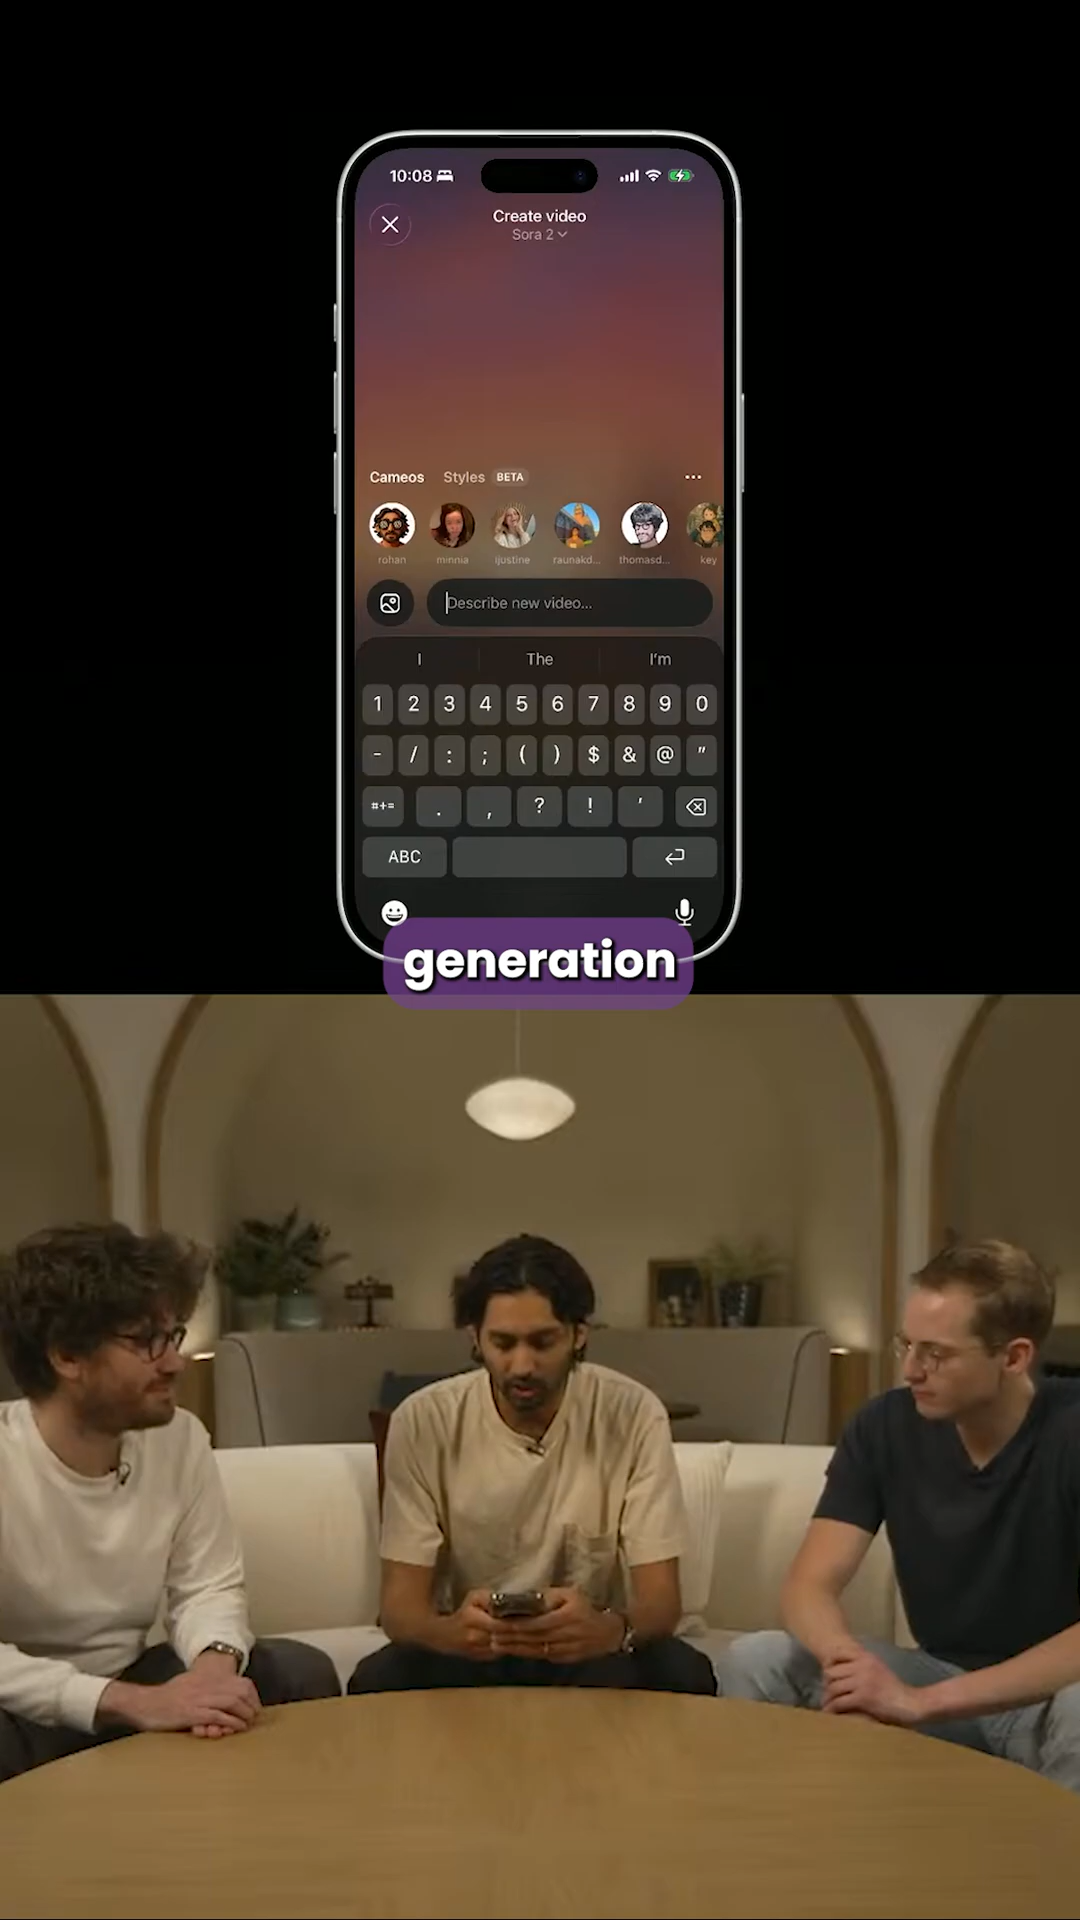 10:08
Create video
Sora 2
Cameos Styles BETA
rohan minnia ijustine raunakd... thomasd... key
Describe new video...
I The I'm
1 2 3 4 5 6 7 8 9 0
- / : ; ( ) $ & @ "
#+= . , ? ! '
ABC
generation